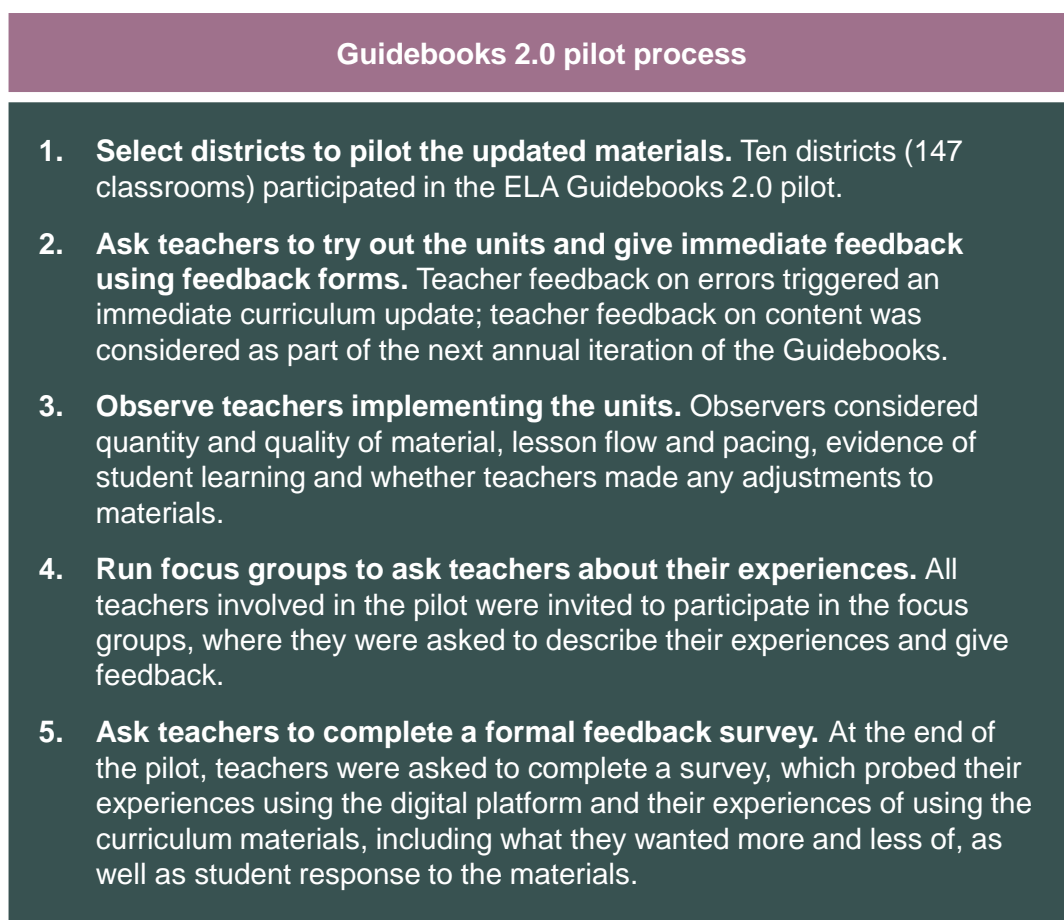 Guidebooks 2.0 pilot process
1. Select districts to pilot the updated materials. Ten districts (147
classrooms) participated in the ELA Guidebooks 2.0 pilot.
2. Ask teachers to try out the units and give immediate feedback
using feedback forms. Teacher feedback on errors triggered an
immediate curriculum update; teacher feedback on content was
considered as part of the next annual iteration of the Guidebooks.
3. Observe teachers implementing the units. Observers considered
quantity and quality of material, lesson flow and pacing, evidence of
student learning and whether teachers made any adjustments to
materials.
4. Run focus groups to ask teachers about their experiences. All
teachers involved in the pilot were invited to participate in the focus
groups, where they were asked to describe their experiences and give
feedback.
5. Ask teachers to complete a formal feedback survey. At the end of
the pilot, teachers were asked to complete a survey, which probed their
experiences using the digital platform and their experiences of using the
curriculum materials, including what they wanted more and less of, as
well as student response to the materials.